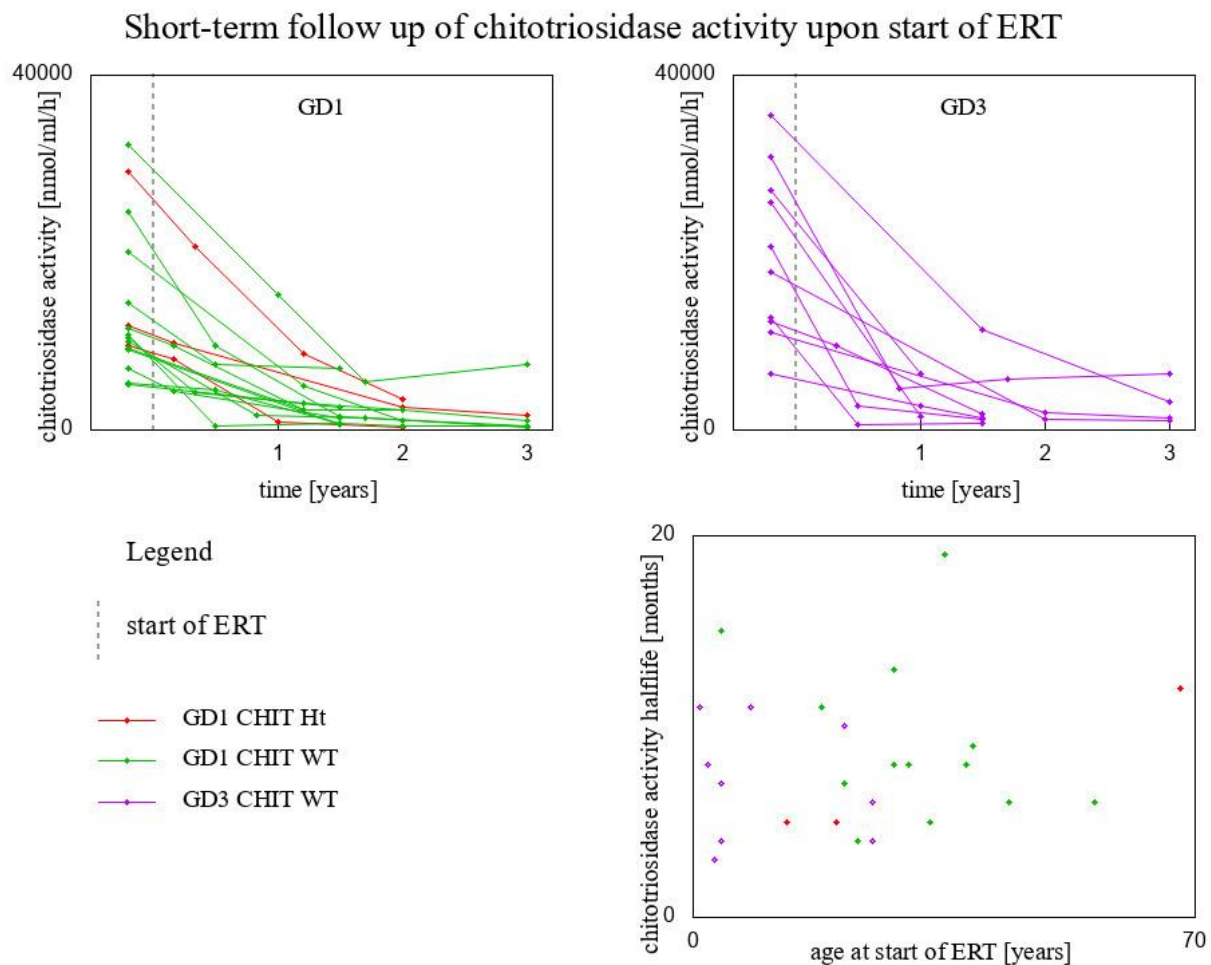 Short-term follow up of chitotriosidase activity upon start of ERT
40000
chitotriosidase activity [nmol/ml/h]
GD1
0
1
2
3
time [years]
40000
chitotriosidase activity [nmol/ml/h]
GD3
0
1
2
3
time [years]
Legend
start of ERT
GD1 CHIT Ht
GD1 CHIT WT
GD3 CHIT WT
20
chitotriosidase activity halflife [months]
0
0
70
age at start of ERT [years]